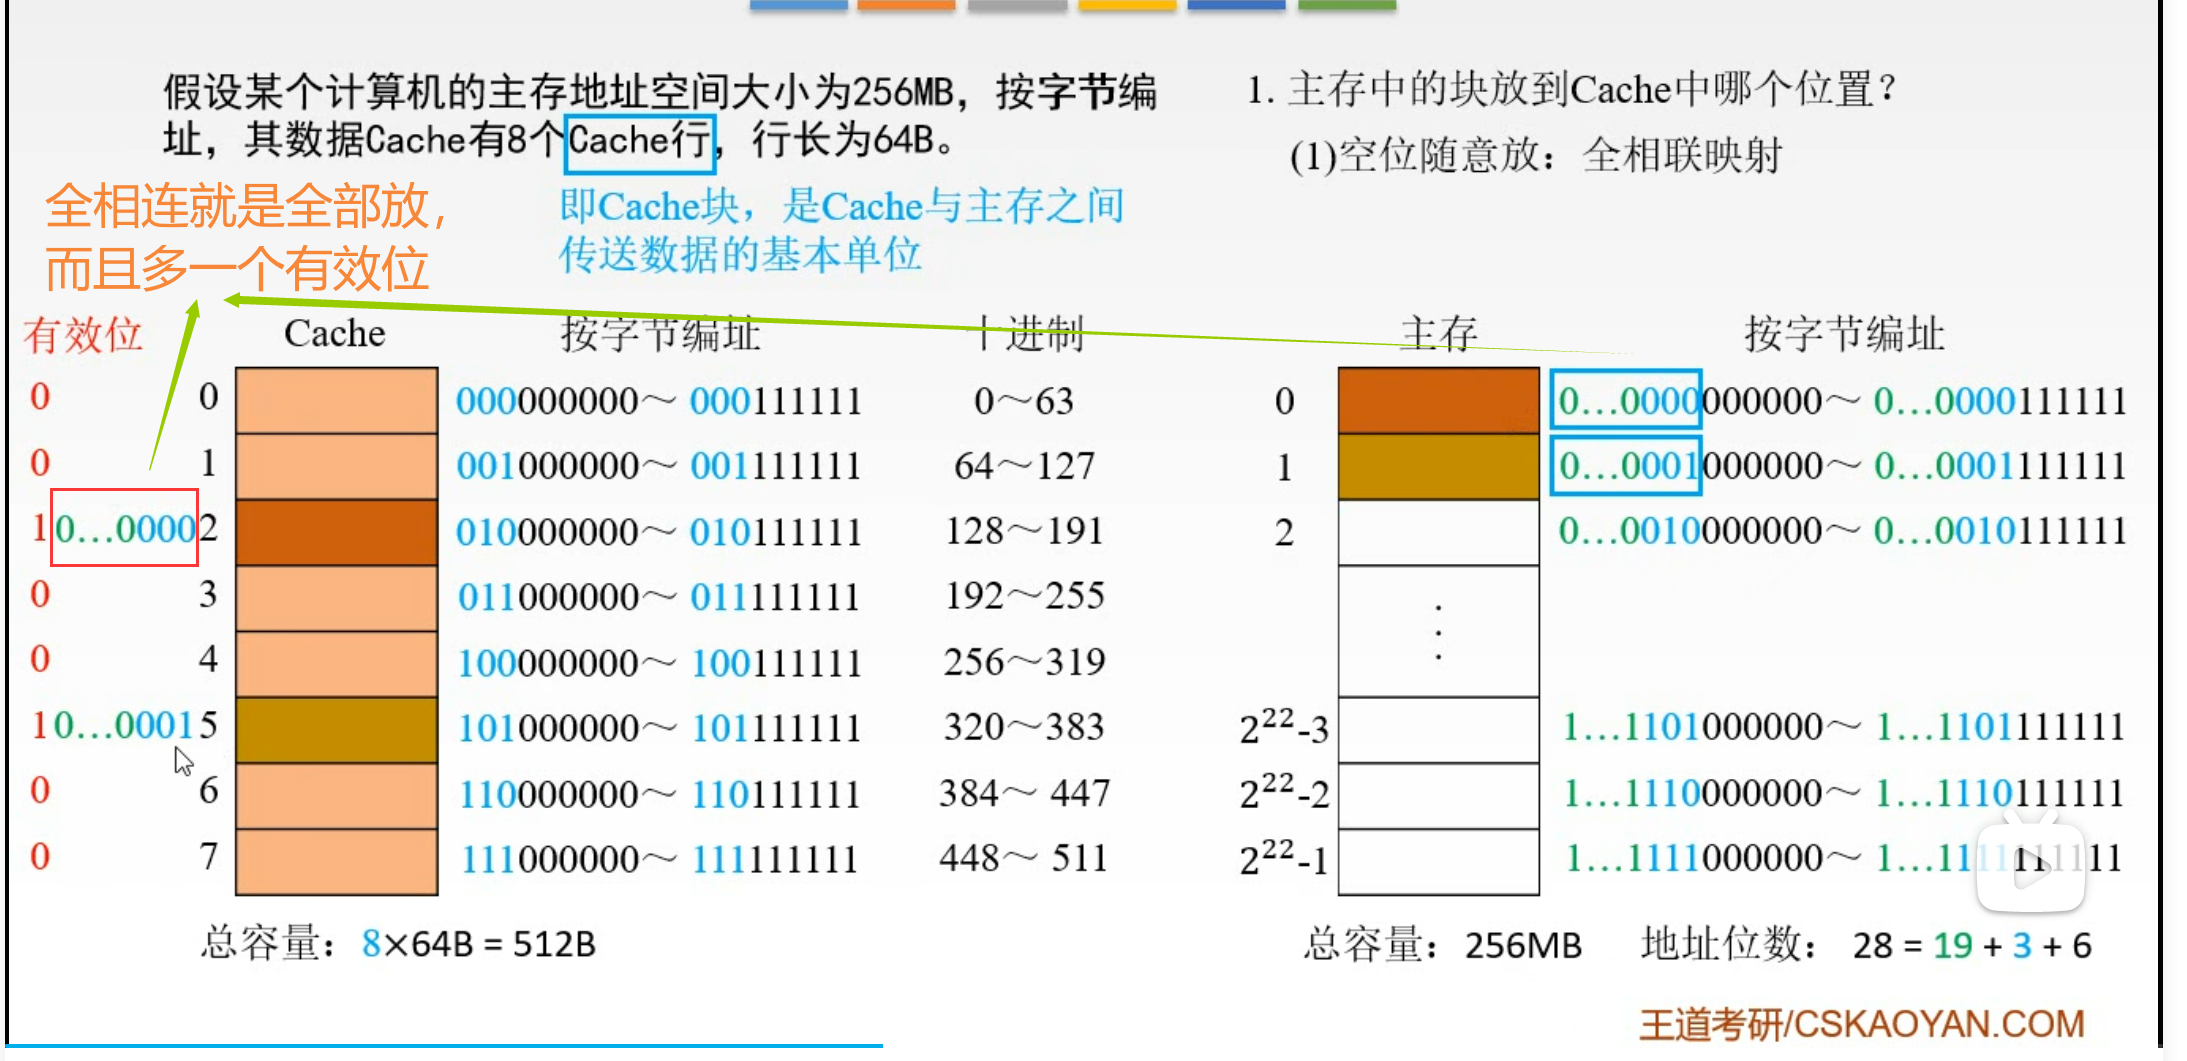 假设某个计算机的主存地址空间大小为256MB，按字节编
址，其数据Cache有8个Cache行，行长为64B。
即Cache块，是Cache与主存之间
传送数据的基本单位
1. 主存中的块放到Cache中哪个位置？
(1)空位随意放：全相联映射
全相连就是全部放，
而且多一个有效位
有效位 Cache 按字节编址 十进制 主存 按字节编址
0 0 000000000～ 000111111 0～63 0 0…0000000000～ 0…0000111111
0 1 001000000～ 001111111 64～127 1 0…0001000000～ 0…0001111111
1 0…0000 2 010000000～ 010111111 128～191 2 0…0010000000～ 0…0010111111
0 3 011000000～ 011111111 192～255
0 4 100000000～ 100111111 256～319
1 0…0001 5 101000000～ 101111111 320～383 2²²-3 1…1101000000～ 1…1101111111
0 6 110000000～ 110111111 384～ 447 2²²-2 1…1110000000～ 1…1110111111
0 7 111000000～ 111111111 448～ 511 2²²-1 1…1111000000～ 1…1111111111
总容量：8×64B = 512B
总容量：256MB 地址位数： 28 = 19 + 3 + 6
王道考研/CSKAOYAN.COM